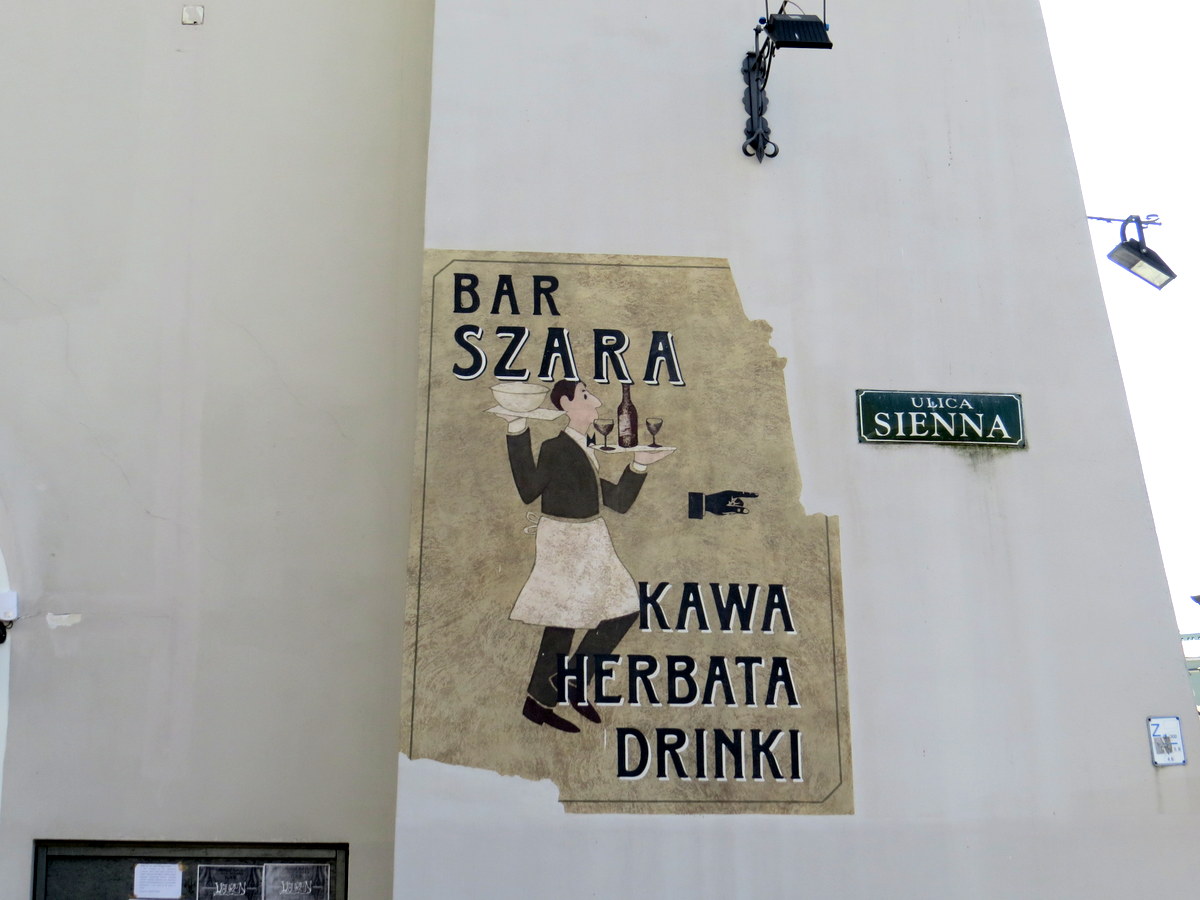 BAR
SZARA
ULICA
SIENNA
KAWA
HERBATA
DRINKI
Z